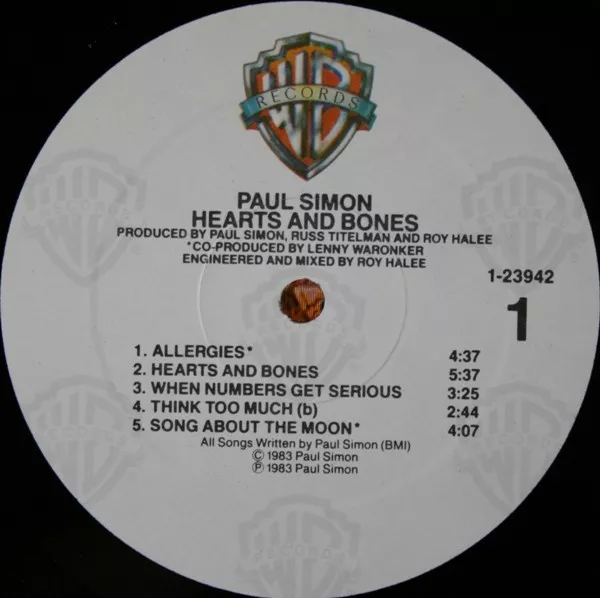 WB
RECORDS
PAUL SIMON
HEARTS AND BONES
PRODUCED BY PAUL SIMON, RUSS TITELMAN AND ROY HALEE
*CO-PRODUCED BY LENNY WARONKER
ENGINEERED AND MIXED BY ROY HALEE
1-23942
1
1. ALLERGIES* 4:37
2. HEARTS AND BONES 5:37
3. WHEN NUMBERS GET SERIOUS 3:25
4. THINK TOO MUCH (b) 2:44
5. SONG ABOUT THE MOON* 4:07
All Songs Written by Paul Simon (BMI)
© 1983 Paul Simon
℗ 1983 Paul Simon